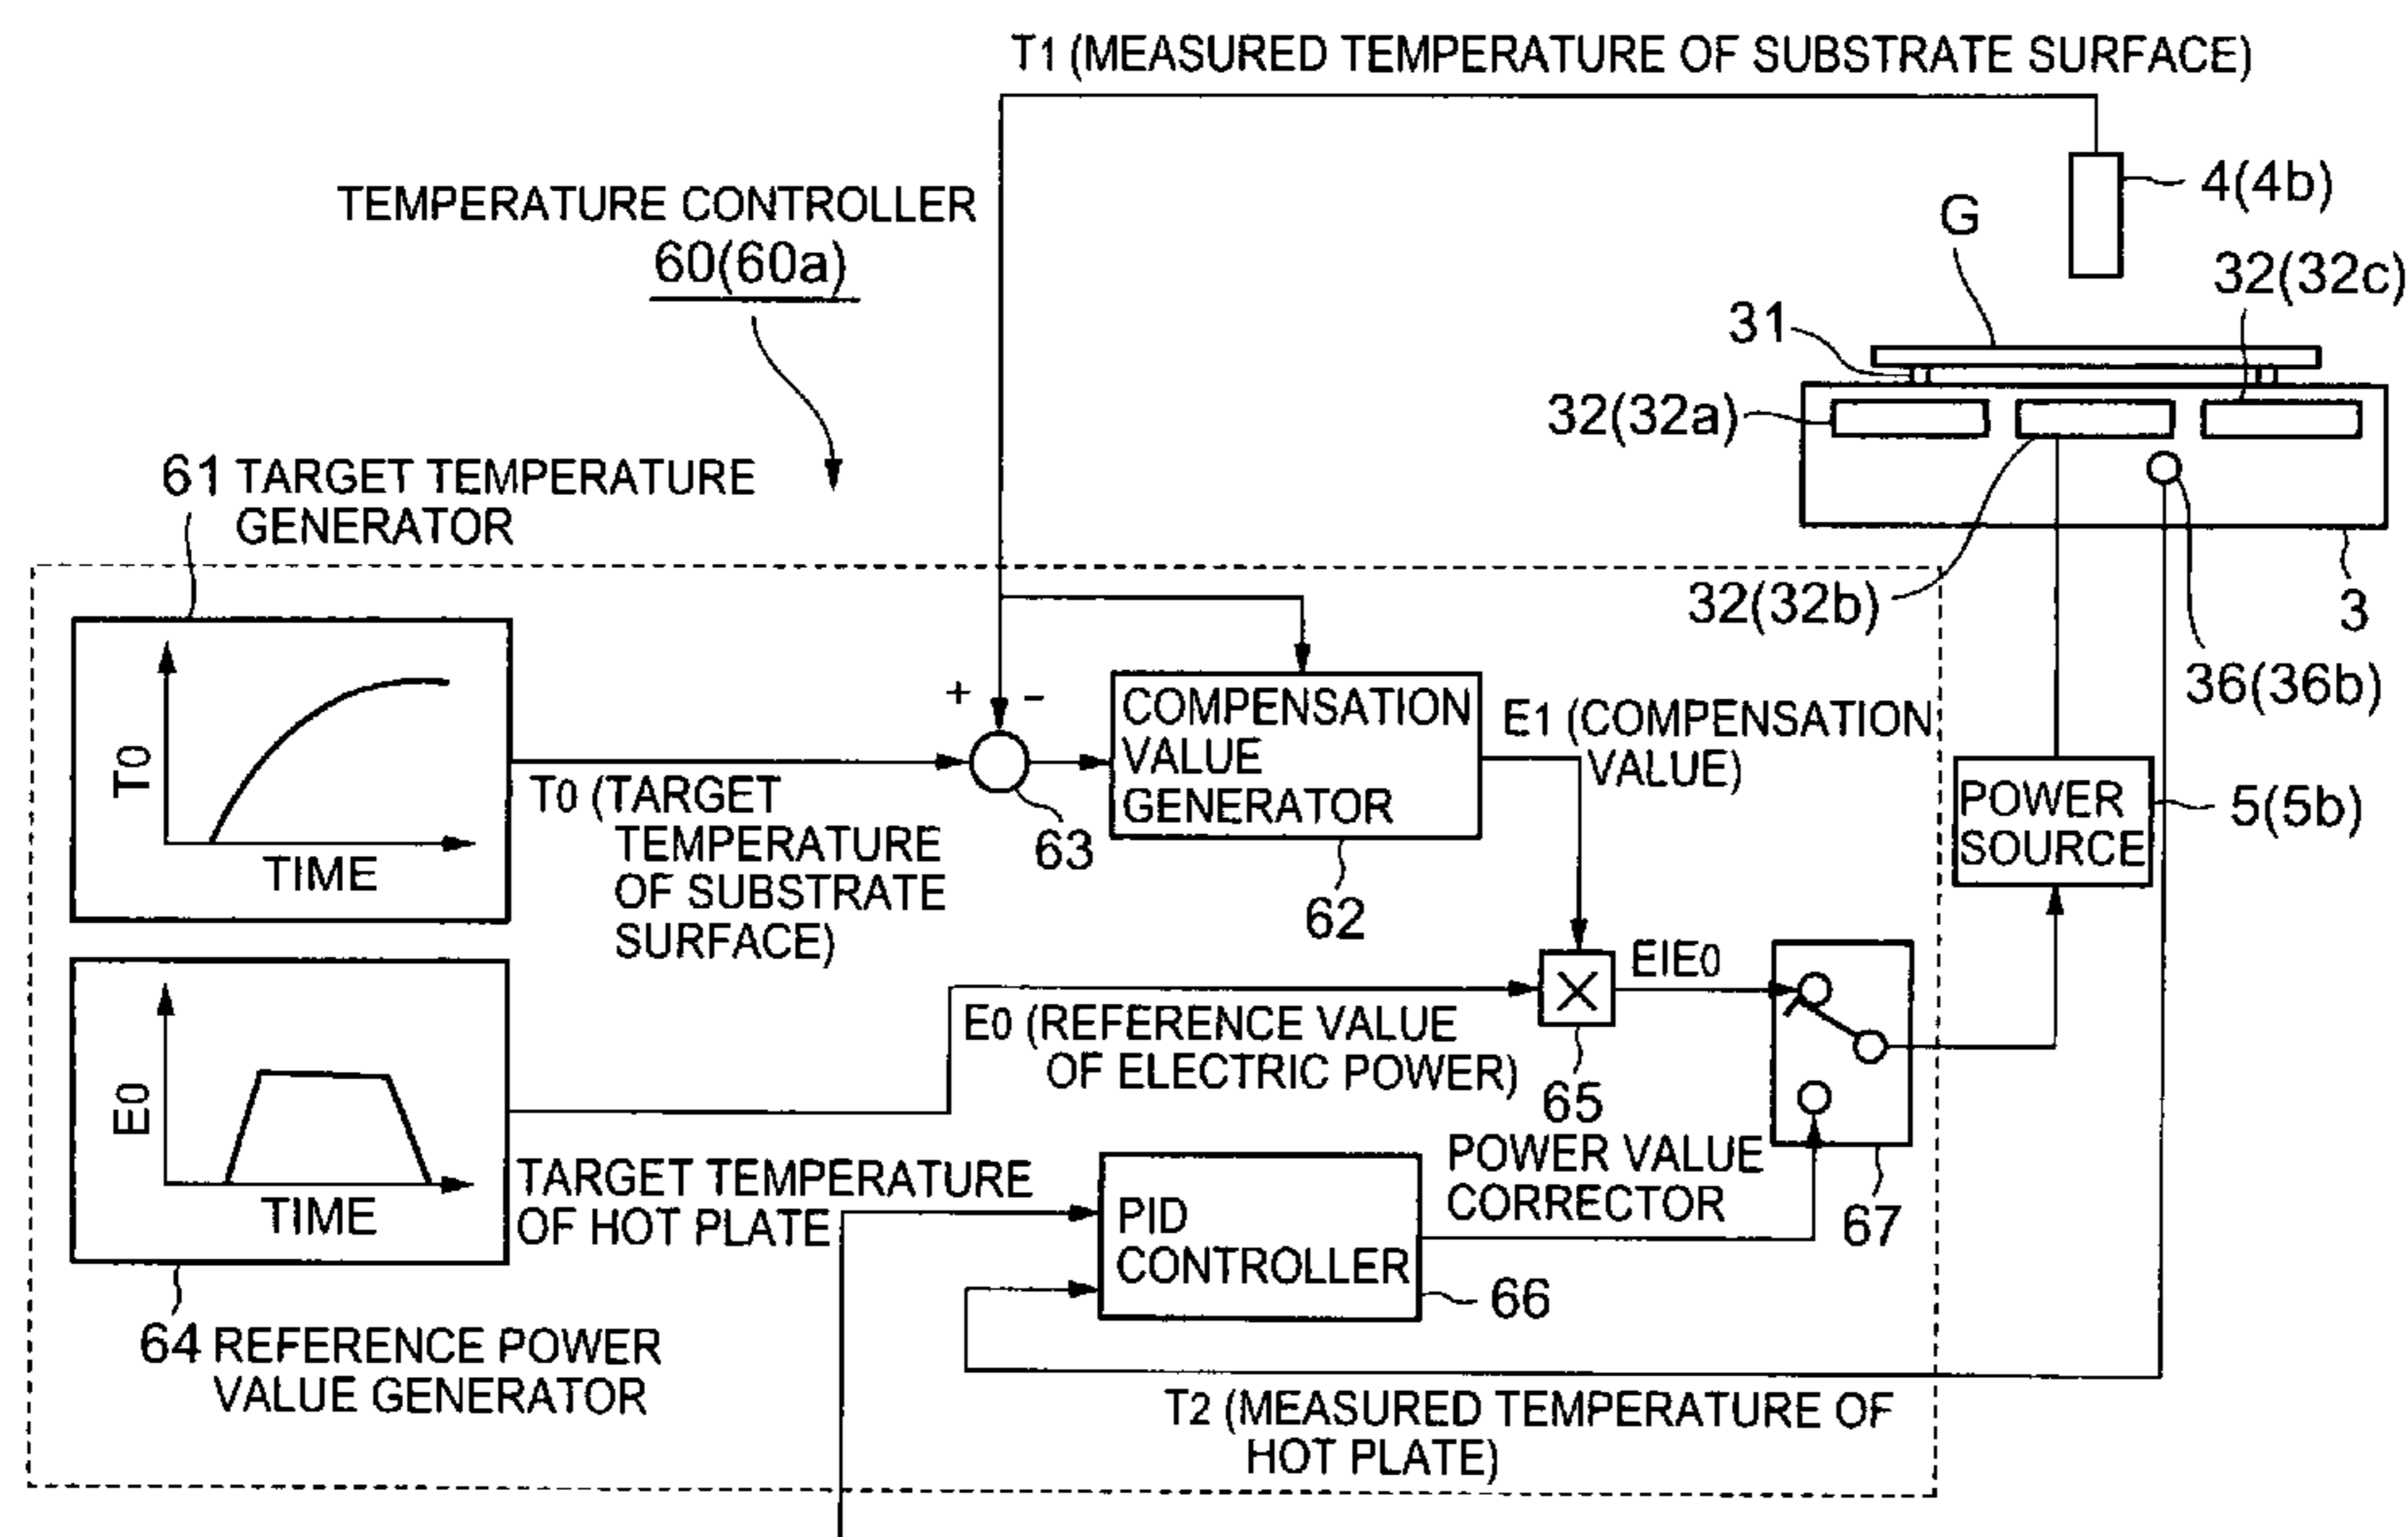 T1 (MEASURED TEMPERATURE OF SUBSTRATE SURFACE)
TEMPERATURE CONTROLLER
60(60a)
4(4b)
G
32(32c)
31
32(32a)
61 TARGET TEMPERATURE
GENERATOR
32(32b)
3
36(36b)
T0
TIME
T0 (TARGET
TEMPERATURE
OF SUBSTRATE
SURFACE)
+ −
63
COMPENSATION
VALUE
GENERATOR
62
E1 (COMPENSATION
VALUE)
POWER
SOURCE
5(5b)
E0
TIME
64 REFERENCE POWER
VALUE GENERATOR
E0 (REFERENCE VALUE
OF ELECTRIC POWER)
X
EIE0
65
POWER VALUE
CORRECTOR
67
TARGET TEMPERATURE
OF HOT PLATE
PID
CONTROLLER
66
T2 (MEASURED TEMPERATURE OF
HOT PLATE)